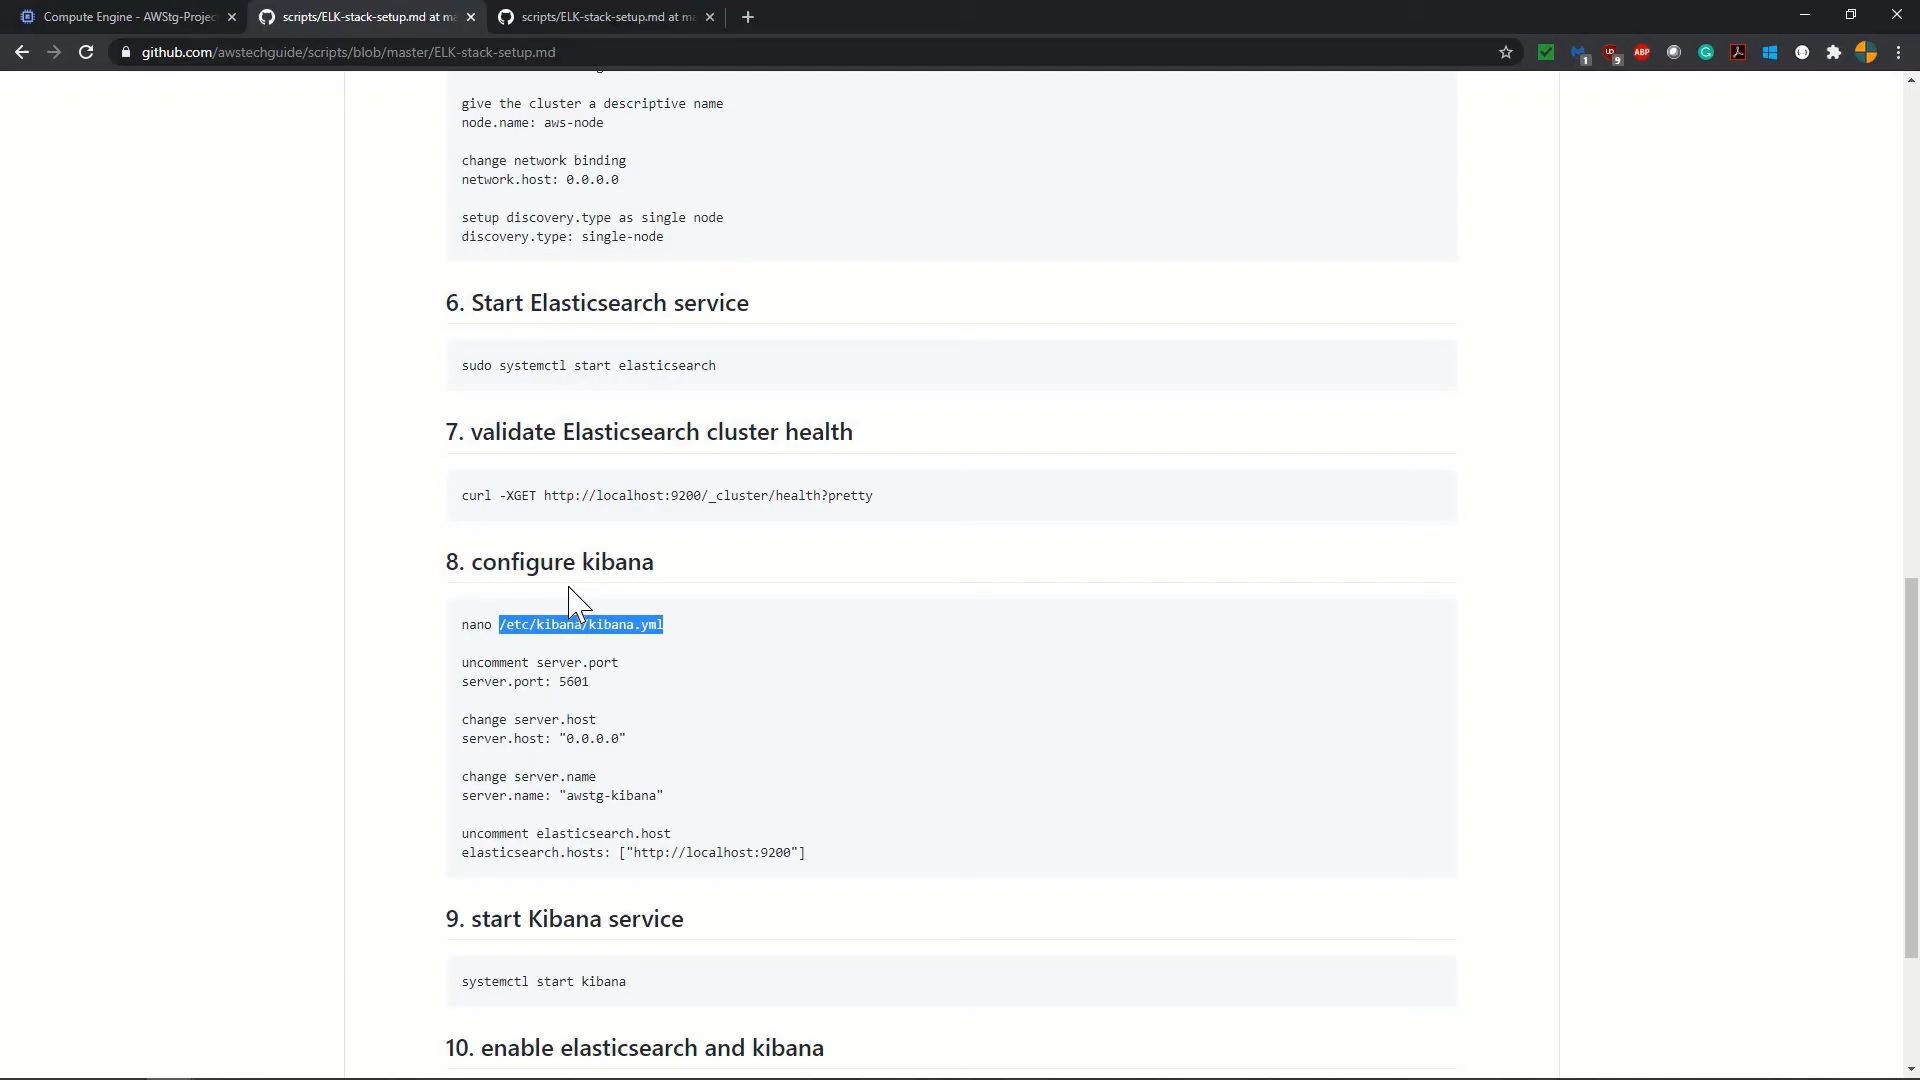 Compute Engine - AWStg-Project
scripts/ELK-stack-setup.md at ma
scripts/ELK-stack-setup.md at ma
github.com/awstechguide/scripts/blob/master/ELK-stack-setup.md
1
9
ABP
give the cluster a descriptive name
node.name: aws-node
change network binding
network.host: 0.0.0.0
setup discovery.type as single node
discovery.type: single-node
6. Start Elasticsearch service
sudo systemctl start elasticsearch
7. validate Elasticsearch cluster health
curl -XGET http://localhost:9200/_cluster/health?pretty
8. configure kibana
nano /etc/kibana/kibana.yml
uncomment server.port
server.port: 5601
change server.host
server.host: "0.0.0.0"
change server.name
server.name: "awstg-kibana"
uncomment elasticsearch.host
elasticsearch.hosts: ["http://localhost:9200"]
9. start Kibana service
systemctl start kibana
10. enable elasticsearch and kibana